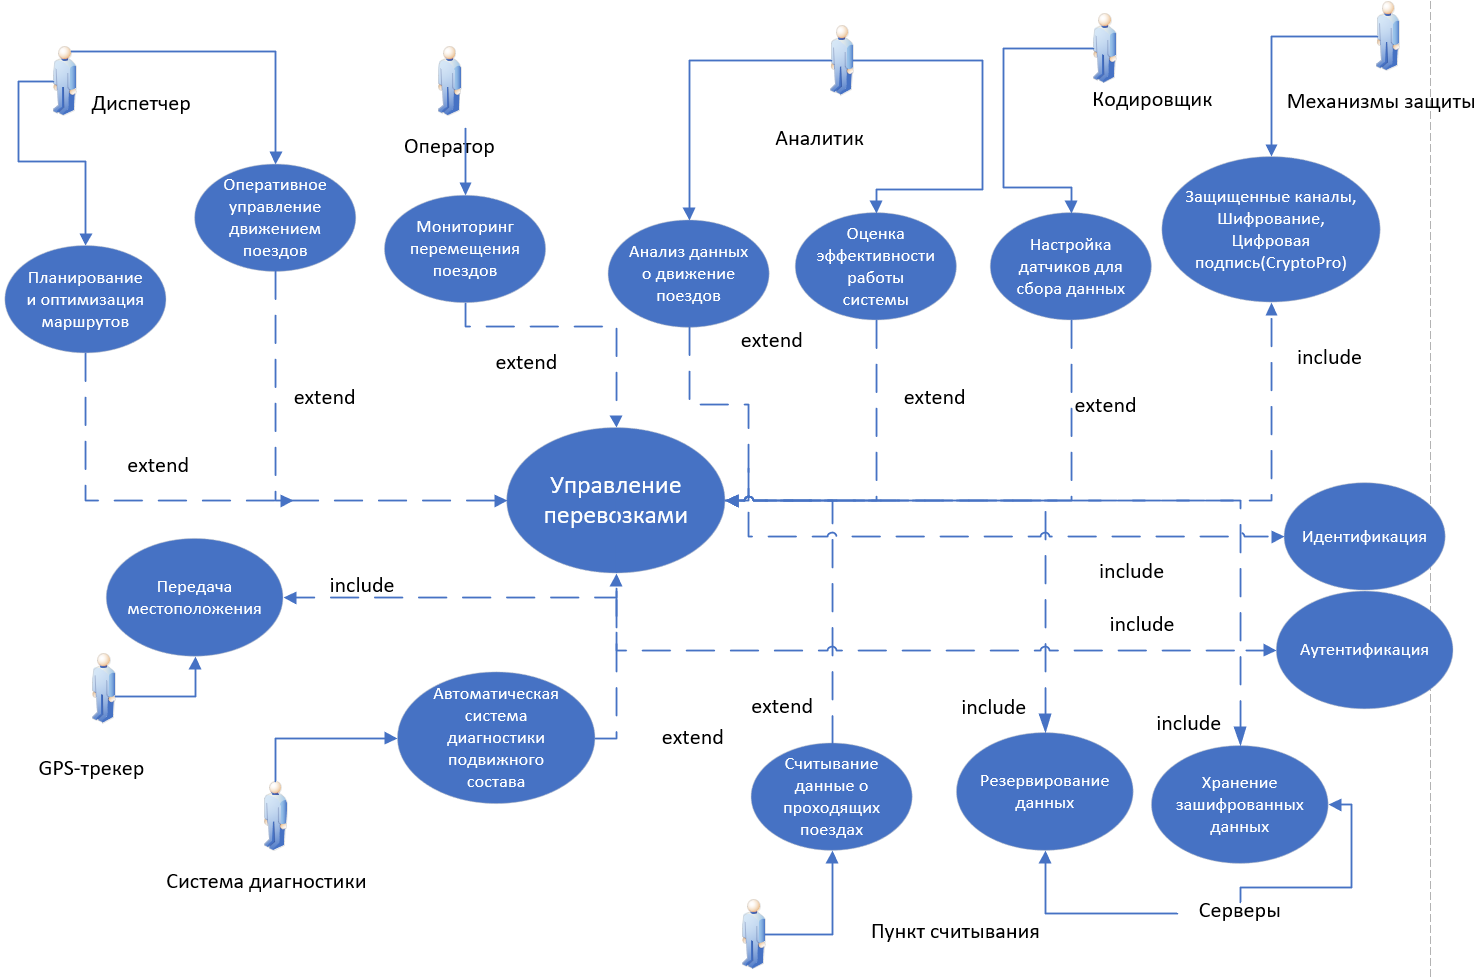 Диспетчер
Оператор
Аналитик
Кодировщик
Механизмы защиты
Оперативное
управление
движением
поездов
Планирование
и оптимизация
маршрутов
Мониторинг
перемещения
поездов
Анализ данных
о движение
поездов
Оценка
эффективности
работы
системы
Настройка
датчиков для
сбора данных
Защищенные каналы,
Шифрование,
Цифровая
подпись(CryptoPro)
extend
extend
extend
extend
extend
extend
include
Управление
перевозками
Идентификация
include
Передача
местоположения
include
include
Аутентификация
GPS-трекер
Автоматическая
система
диагностики
подвижного
состава
extend
extend
include
include
Считывание
данные о
проходящих
поездах
Резервирование
данных
Хранение
зашифрованных
данных
Система диагностики
Пункт считывания
Серверы